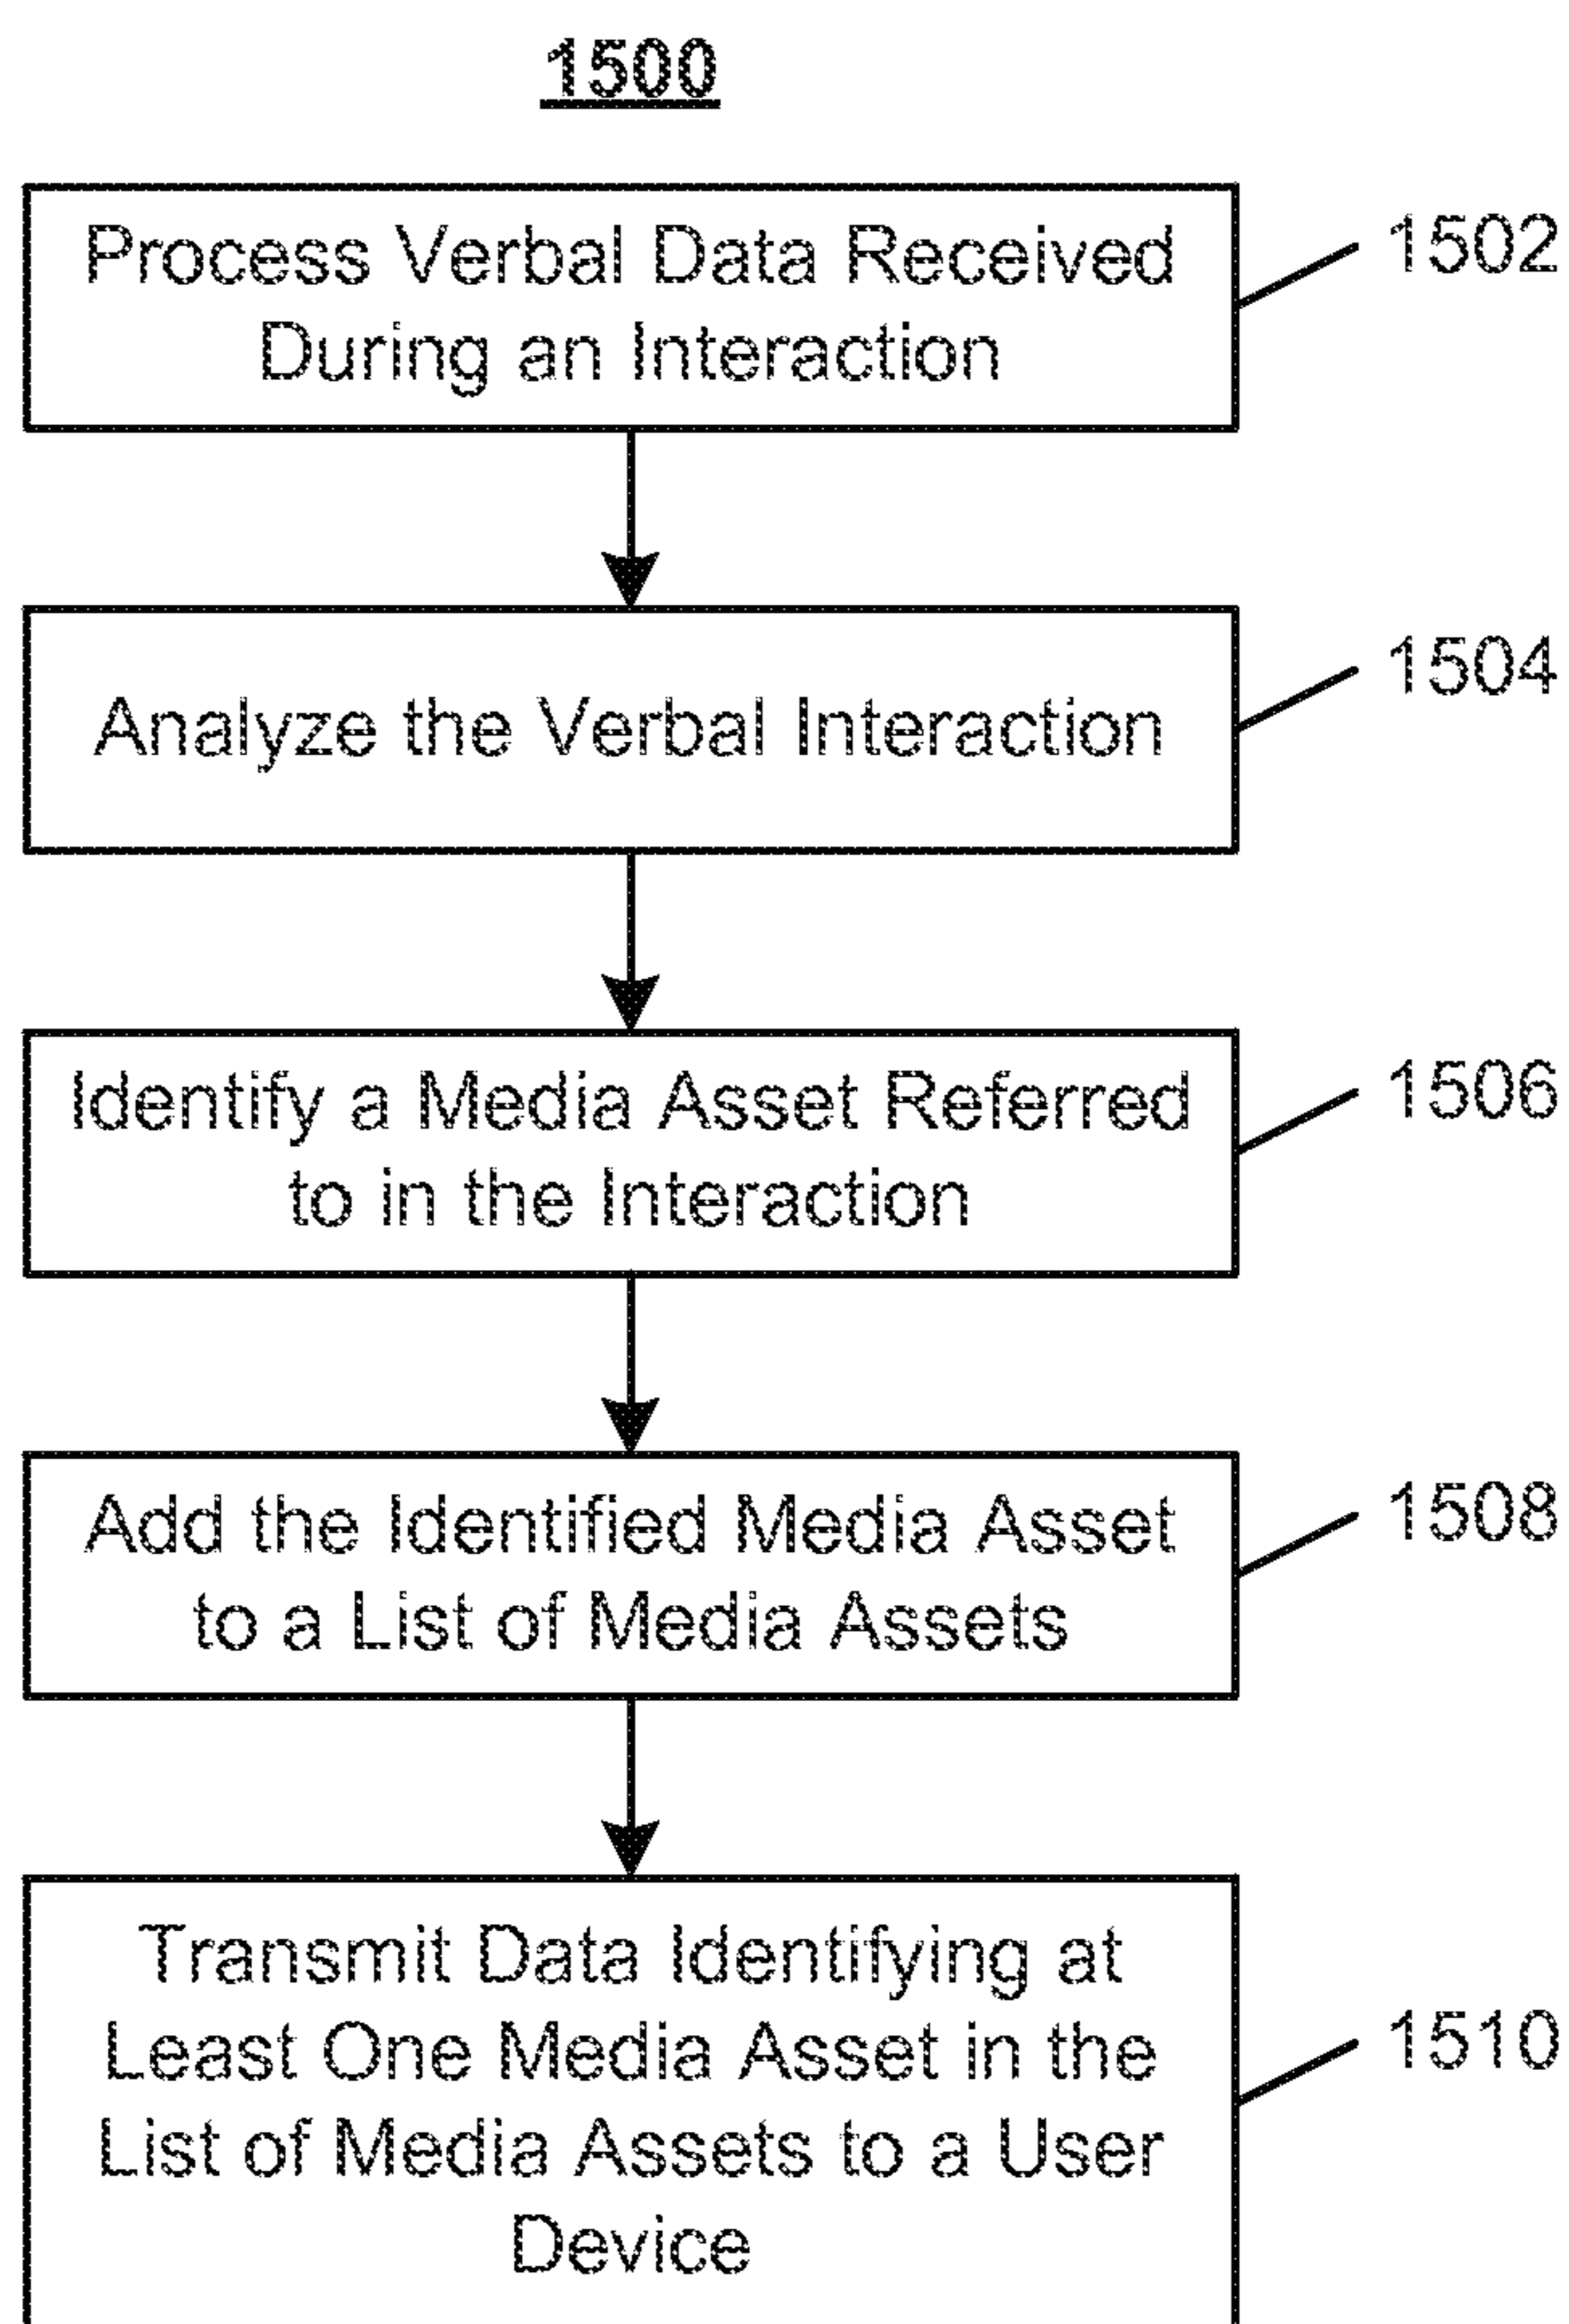 1500
Process Verbal Data Received
During an Interaction
1502
Analyze the Verbal Interaction
1504
Identify a Media Asset Referred
to in the Interaction
1506
Add the Identified Media Asset
to a List of Media Assets
1508
Transmit Data Identifying at
Least One Media Asset in the
List of Media Assets to a User
Device
1510